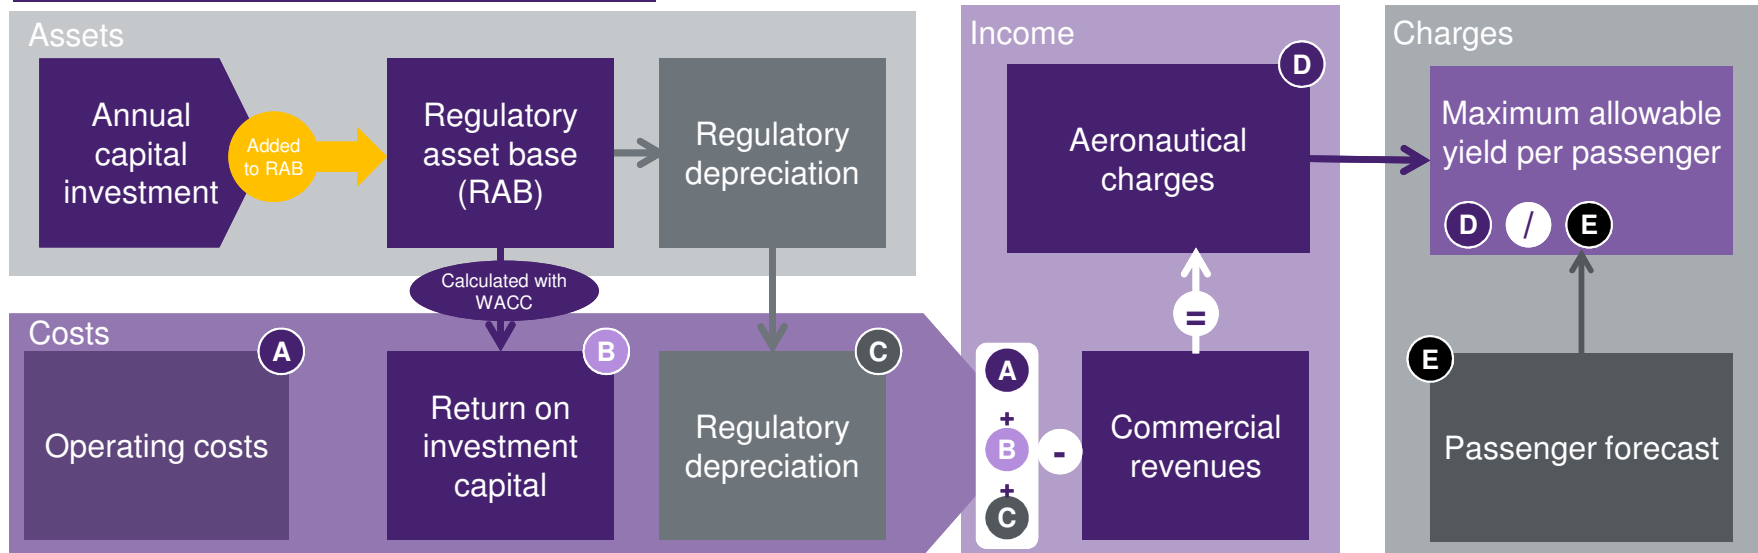 Assets
Annual
capital
investment
Added
to RAB
Regulatory
asset base
(RAB)
Regulatory
depreciation
Calculated with
WACC
Costs
A
Operating costs
B
Return on
investment
capital
C
Regulatory
depreciation
Income
D
Aeronautical
charges
=
A
+
B
+
C
-
Commercial
revenues
Charges
Maximum allowable
yield per passenger
D / E
E
Passenger forecast